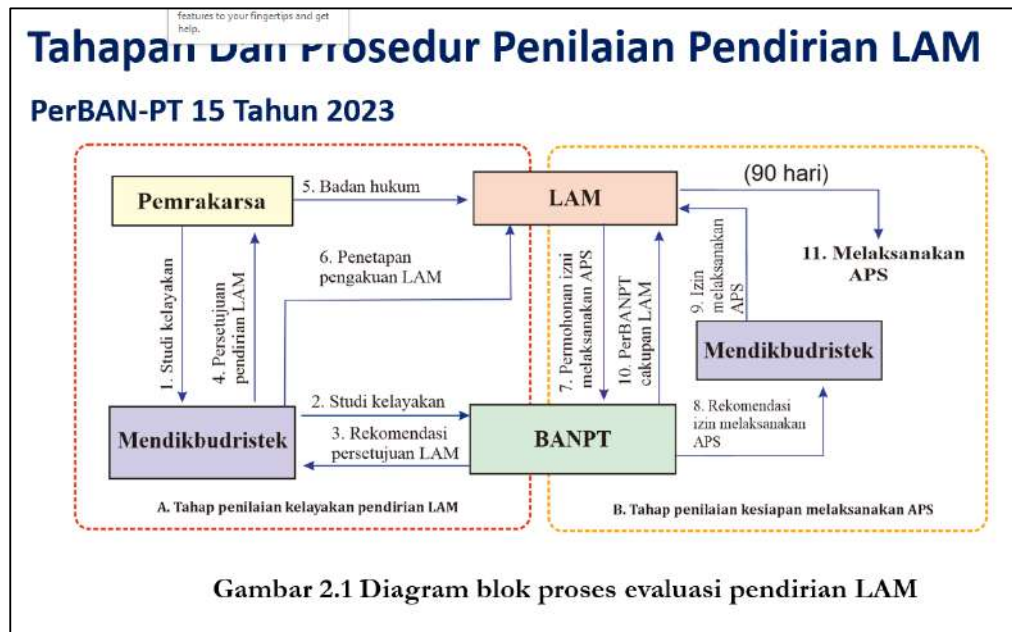 features to your fingertips and get
help.
Tahapan Dan Prosedur Penilaian Pendirian LAM
PerBAN-PT 15 Tahun 2023
Pemrakarsa
5. Badan hukum
LAM
(90 hari)
11. Melaksanakan
APS
6. Penetapan
pengakuan LAM
1. Studi kelayakan
4. Persetujuan
pendirian LAM
7. Permohonan izni
melaksanakan APS
10. PerBANPT
cakupan LAM
9. Izin
melaksanakan
APS
Mendikbudristek
2. Studi kelayakan
Mendikbudristek
3. Rekomendasi
persetujuan LAM
BANPT
8. Rekomendasi
izin melaksanakan
APS
A. Tahap penilaian kelayakan pendirian LAM
B. Tahap penilaian kesiapan melaksanakan APS
Gambar 2.1 Diagram blok proses evaluasi pendirian LAM